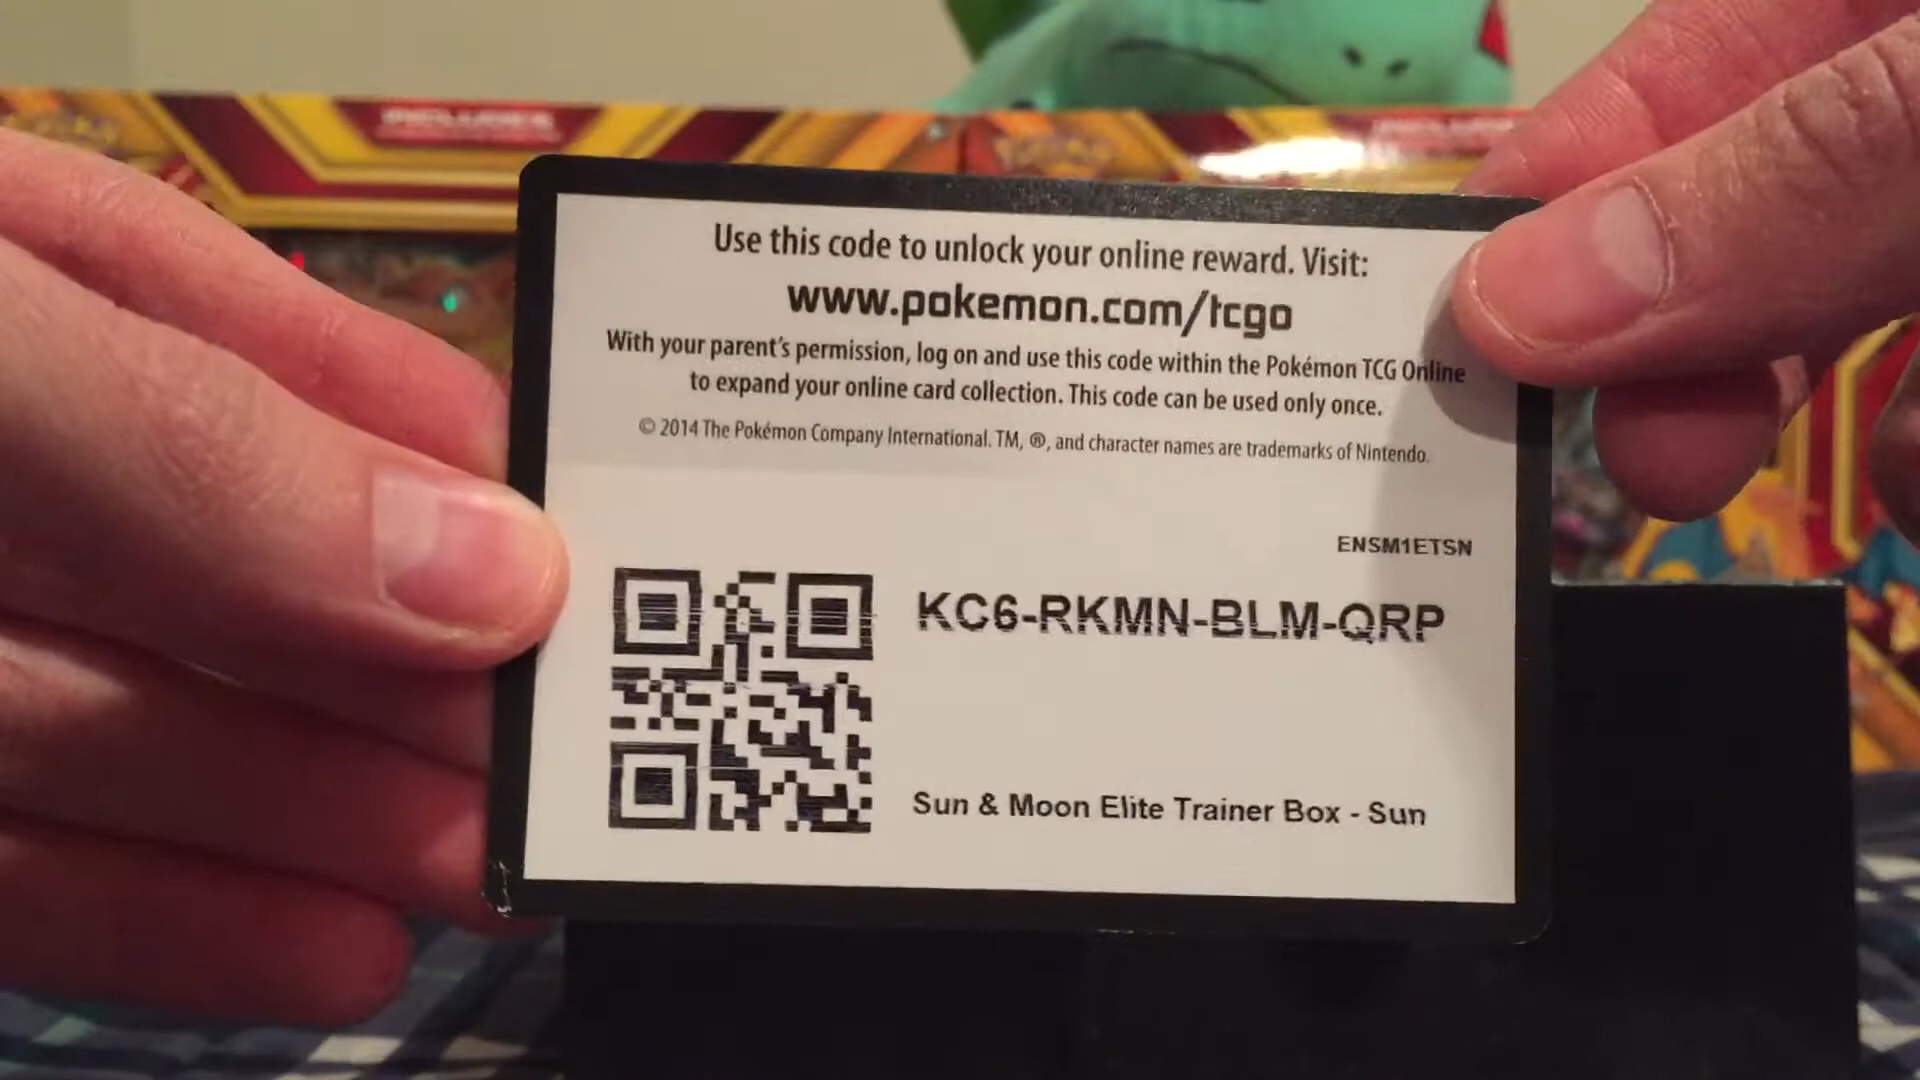 INCLUDES
Use this code to unlock your online reward. Visit:
www.pokemon.com/tcgo
With your parent's permission, log on and use this code within the Pokémon TCG Online
to expand your online card collection. This code can be used only once.
© 2014 The Pokémon Company International. TM, ®, and character names are trademarks of Nintendo.
ENSM1ETSN
KC6-RKMN-BLM-QRP
Sun & Moon Elite Trainer Box - Sun